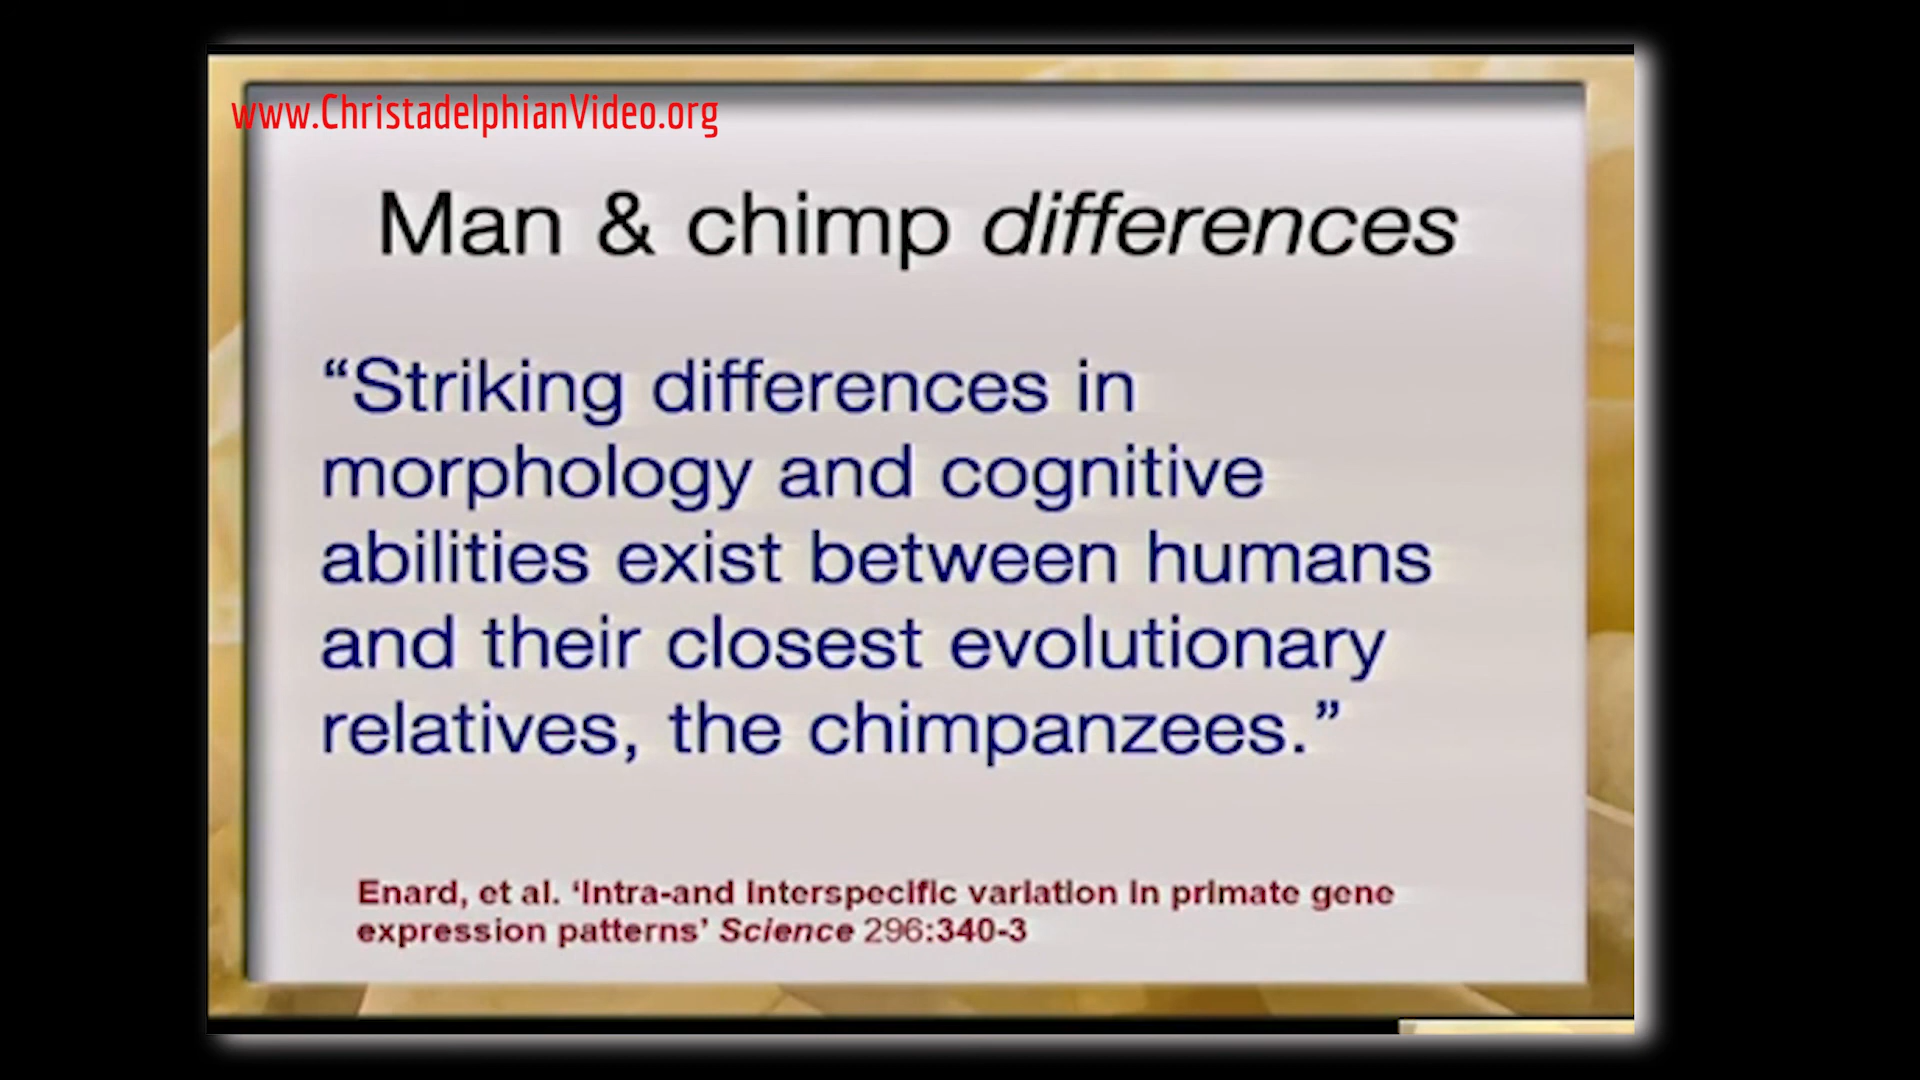 www.ChristadelphianVideo.org
Man & chimp differences
“Striking differences in
morphology and cognitive
abilities exist between humans
and their closest evolutionary
relatives, the chimpanzees.”
Enard, et al. ‘Intra-and interspecific variation in primate gene
expression patterns’ Science 296:340-3